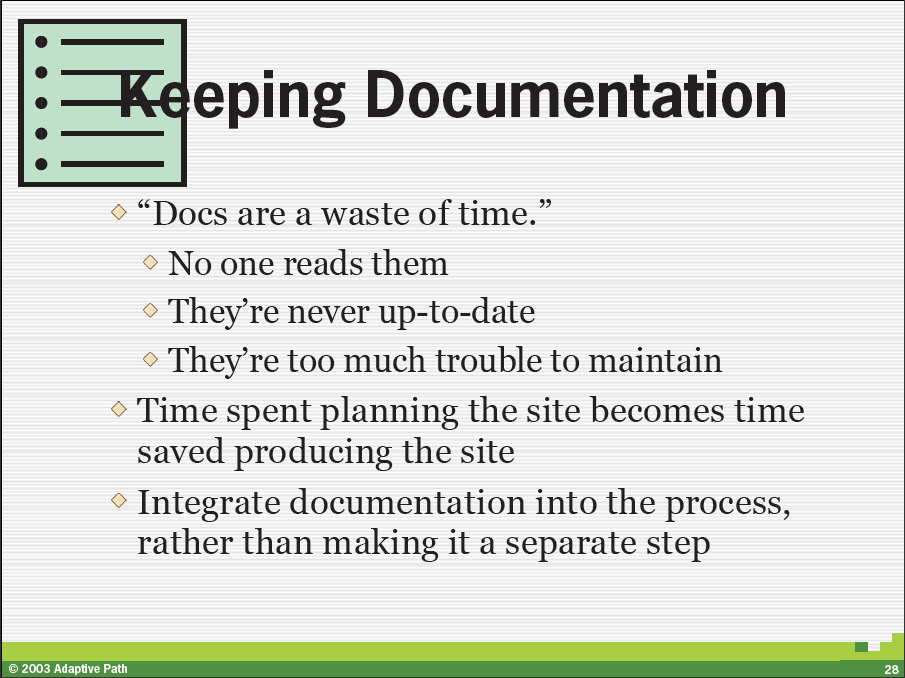 Keeping Documentation
“Docs are a waste of time.”
No one reads them
They’re never up-to-date
They’re too much trouble to maintain
Time spent planning the site becomes time
saved producing the site
Integrate documentation into the process,
rather than making it a separate step
© 2003 Adaptive Path
28